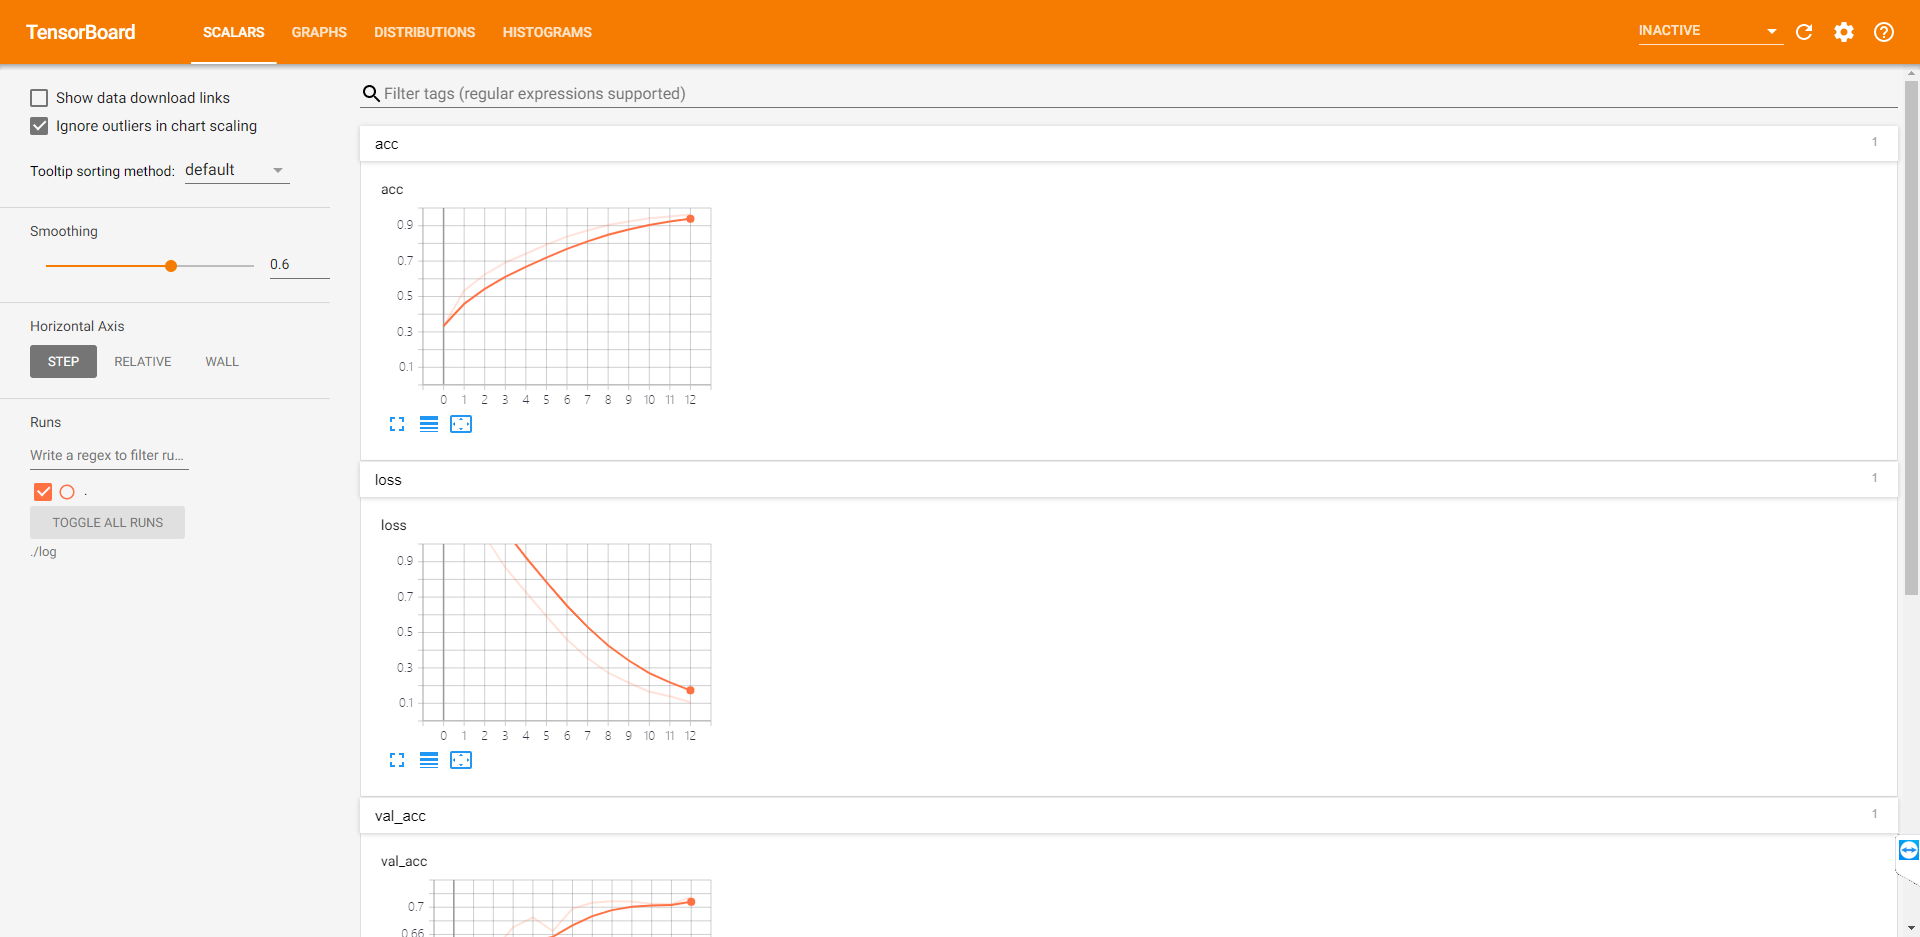 TensorBoard
SCALARS GRAPHS DISTRIBUTIONS HISTOGRAMS
INACTIVE
Show data download links
Ignore outliers in chart scaling
Tooltip sorting method: default
Smoothing
0.6
Horizontal Axis
STEP RELATIVE WALL
Runs
Write a regex to filter ru...
.
TOGGLE ALL RUNS
./log
Filter tags (regular expressions supported)
acc 1
acc
0.9
0.7
0.5
0.3
0.1
0 1 2 3 4 5 6 7 8 9 10 11 12
loss 1
loss
0.9
0.7
0.5
0.3
0.1
0 1 2 3 4 5 6 7 8 9 10 11 12
val_acc 1
val_acc
0.7
0.66